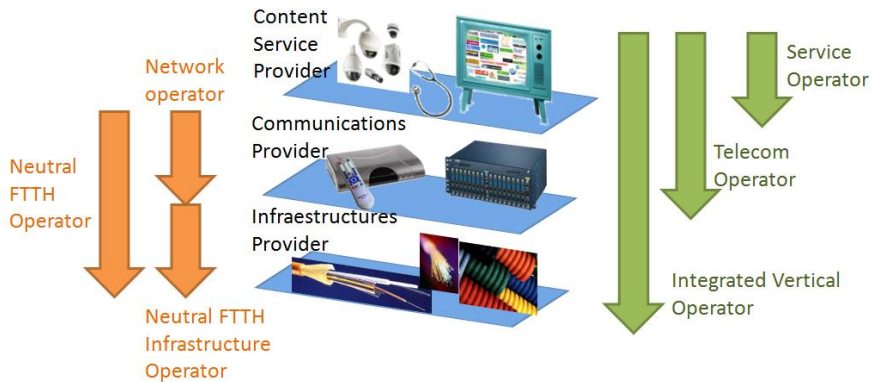 Content
Service
Provider
Network
operator
Service
Operator
Communications
Provider
Neutral
FTTH
Operator
Telecom
Operator
Infraestructures
Provider
Integrated Vertical
Operator
Neutral FTTH
Infrastructure
Operator